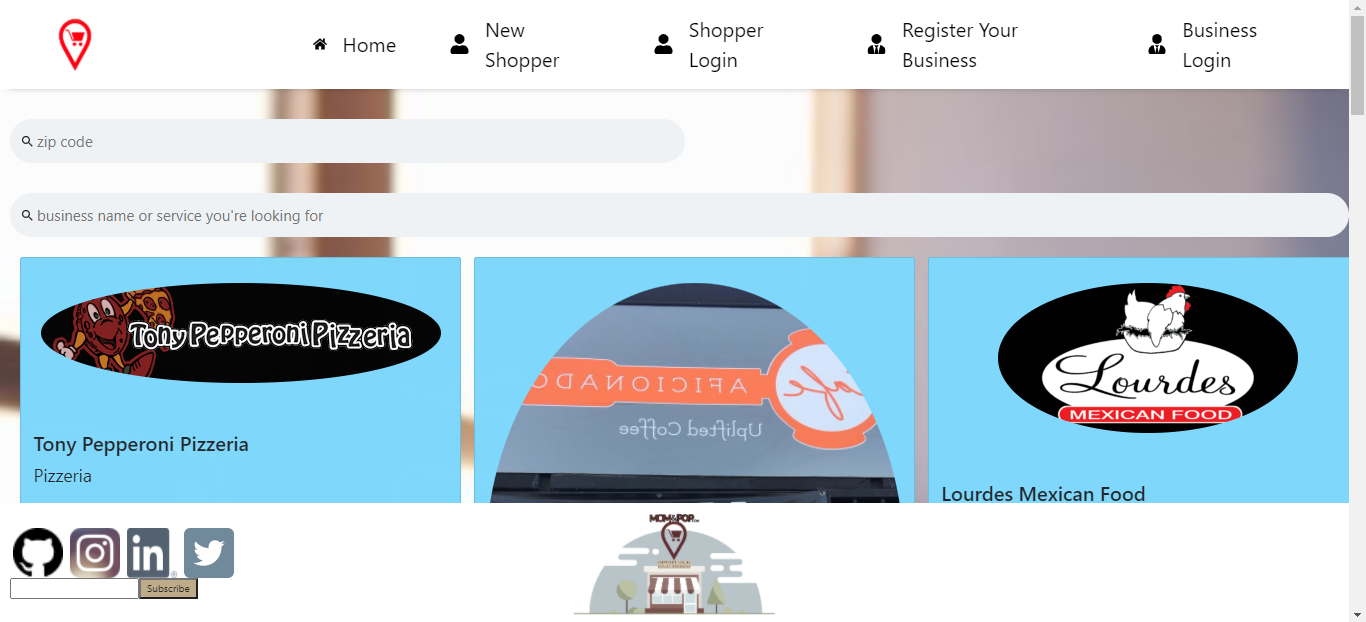 Home
New
Shopper
Shopper
Login
Register Your
Business
Business
Login
zip code
business name or service you're looking for
Tony Pepperoni Pizzeria
AFICIONADO
Cafe
Uplifted Coffee
Lourdes
MEXICAN FOOD
Tony Pepperoni Pizzeria
Pizzeria
Lourdes Mexican Food
MOM&POP
in
Subscribe